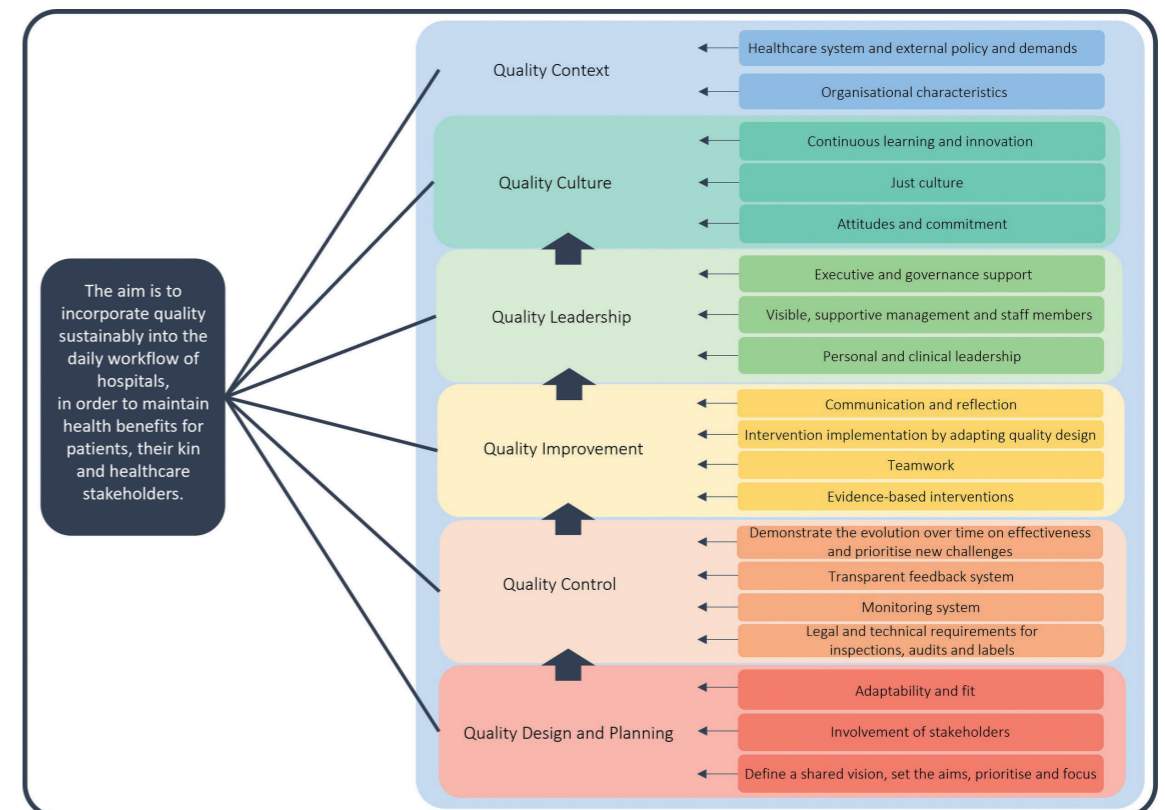 Quality Context
Healthcare system and external policy and demands
Organisational characteristics
Quality Culture
Continuous learning and innovation
Just culture
Attitudes and commitment
The aim is to
incorporate quality
sustainably into the
daily workflow of
hospitals,
in order to maintain
health benefits for
patients, their kin
and healthcare
stakeholders.
Quality Leadership
Executive and governance support
Visible, supportive management and staff members
Personal and clinical leadership
Quality Improvement
Communication and reflection
Intervention implementation by adapting quality design
Teamwork
Evidence-based interventions
Quality Control
Demonstrate the evolution over time on effectiveness
and prioritise new challenges
Transparent feedback system
Monitoring system
Legal and technical requirements for
inspections, audits and labels
Quality Design and Planning
Adaptability and fit
Involvement of stakeholders
Define a shared vision, set the aims, prioritise and focus